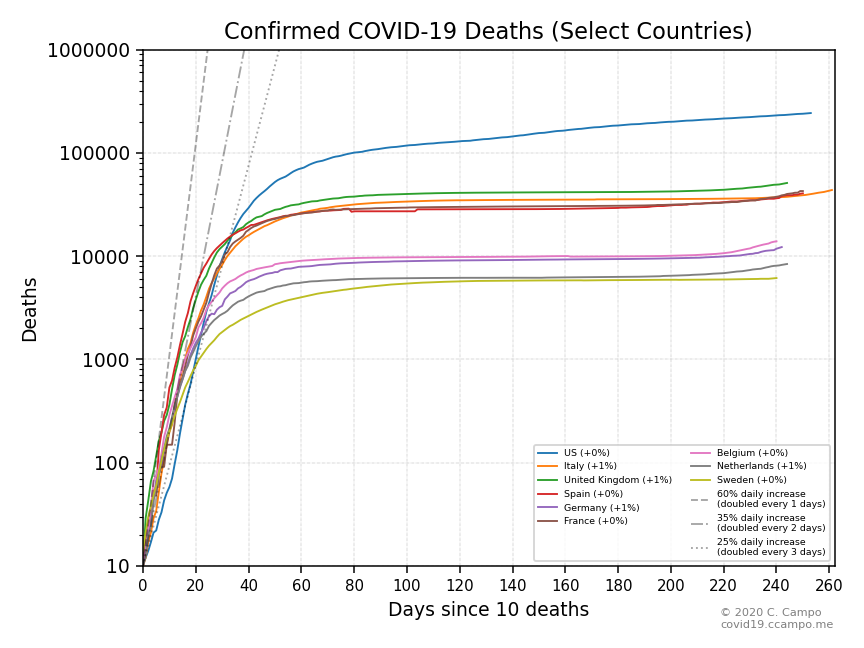 Confirmed COVID-19 Deaths (Select Countries)
1000000
100000
10000
1000
100
10
Deaths
0 20 40 60 80 100 120 140 160 180 200 220 240 260
Days since 10 deaths
US (+0%)
Italy (+1%)
United Kingdom (+1%)
Spain (+0%)
Germany (+1%)
France (+0%)
Belgium (+0%)
Netherlands (+1%)
Sweden (+0%)
60% daily increase
(doubled every 1 days)
35% daily increase
(doubled every 2 days)
25% daily increase
(doubled every 3 days)
© 2020 C. Campo
covid19.ccampo.me